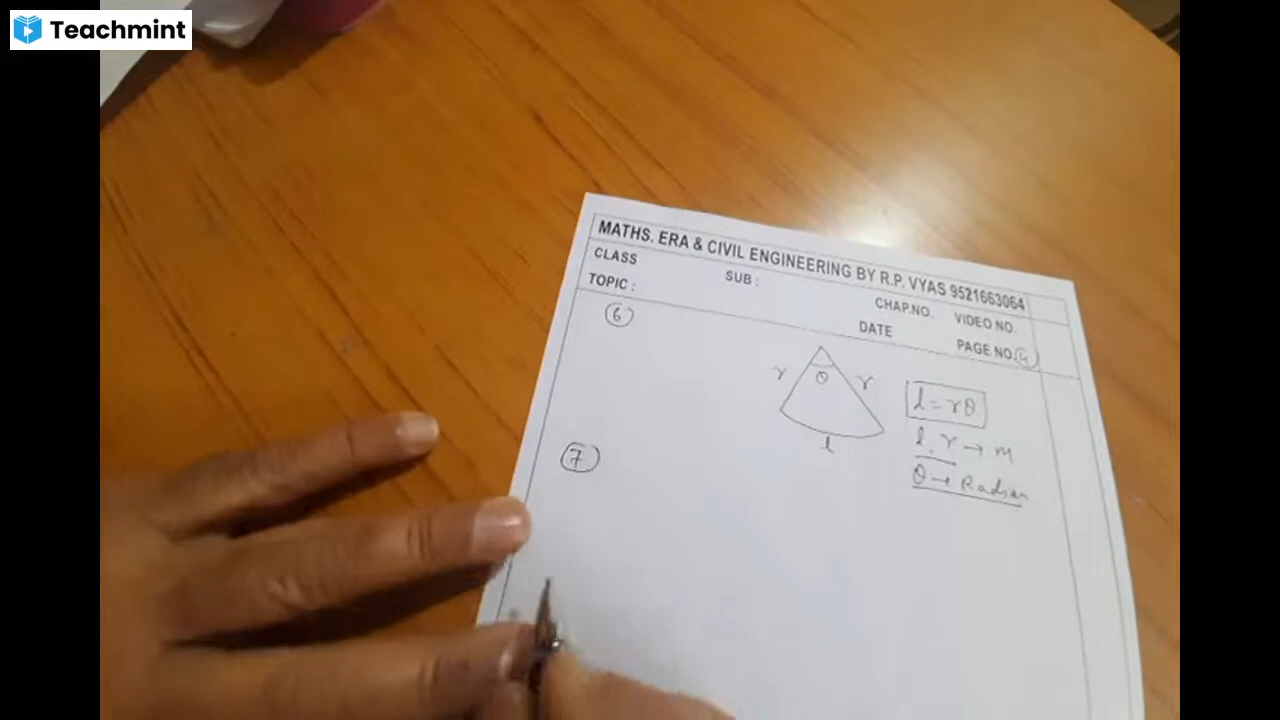 Teachmint
MATHS. ERA & CIVIL ENGINEERING BY R.P. VYAS 9521663064
CLASS
SUB :
CHAP.NO.
VIDEO NO.
TOPIC :
DATE
PAGE NO. 4
6
r
θ
r
l = rθ
l
l, r → m
θ → Radian
7